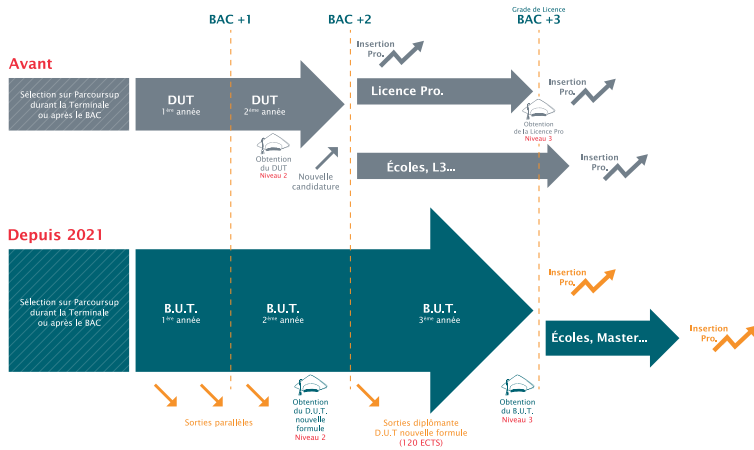 Grade de Licence
BAC +1
BAC +2
BAC +3
Avant
Insertion
Pro.
Sélection sur Parcoursup
durant la Terminale
ou après le BAC
DUT
1ère année
DUT
2ème année
Licence Pro.
Insertion
Pro.
Obtention
du DUT
Niveau 2
Nouvelle
candidature
Obtention
de la Licence Pro
Niveau 3
Écoles, L3...
Insertion
Pro.
Depuis 2021
Sélection sur Parcoursup
durant la Terminale
ou après le BAC
B.U.T.
1ère année
B.U.T.
2ème année
B.U.T.
3ème année
Insertion
Pro.
Écoles, Master...
Insertion
Pro.
Sorties parallèles
Obtention
du D.U.T.
nouvelle
formule
Niveau 2
Sorties diplômante
D.U.T nouvelle formule
(120 ECTS)
Obtention
du B.U.T.
Niveau 3